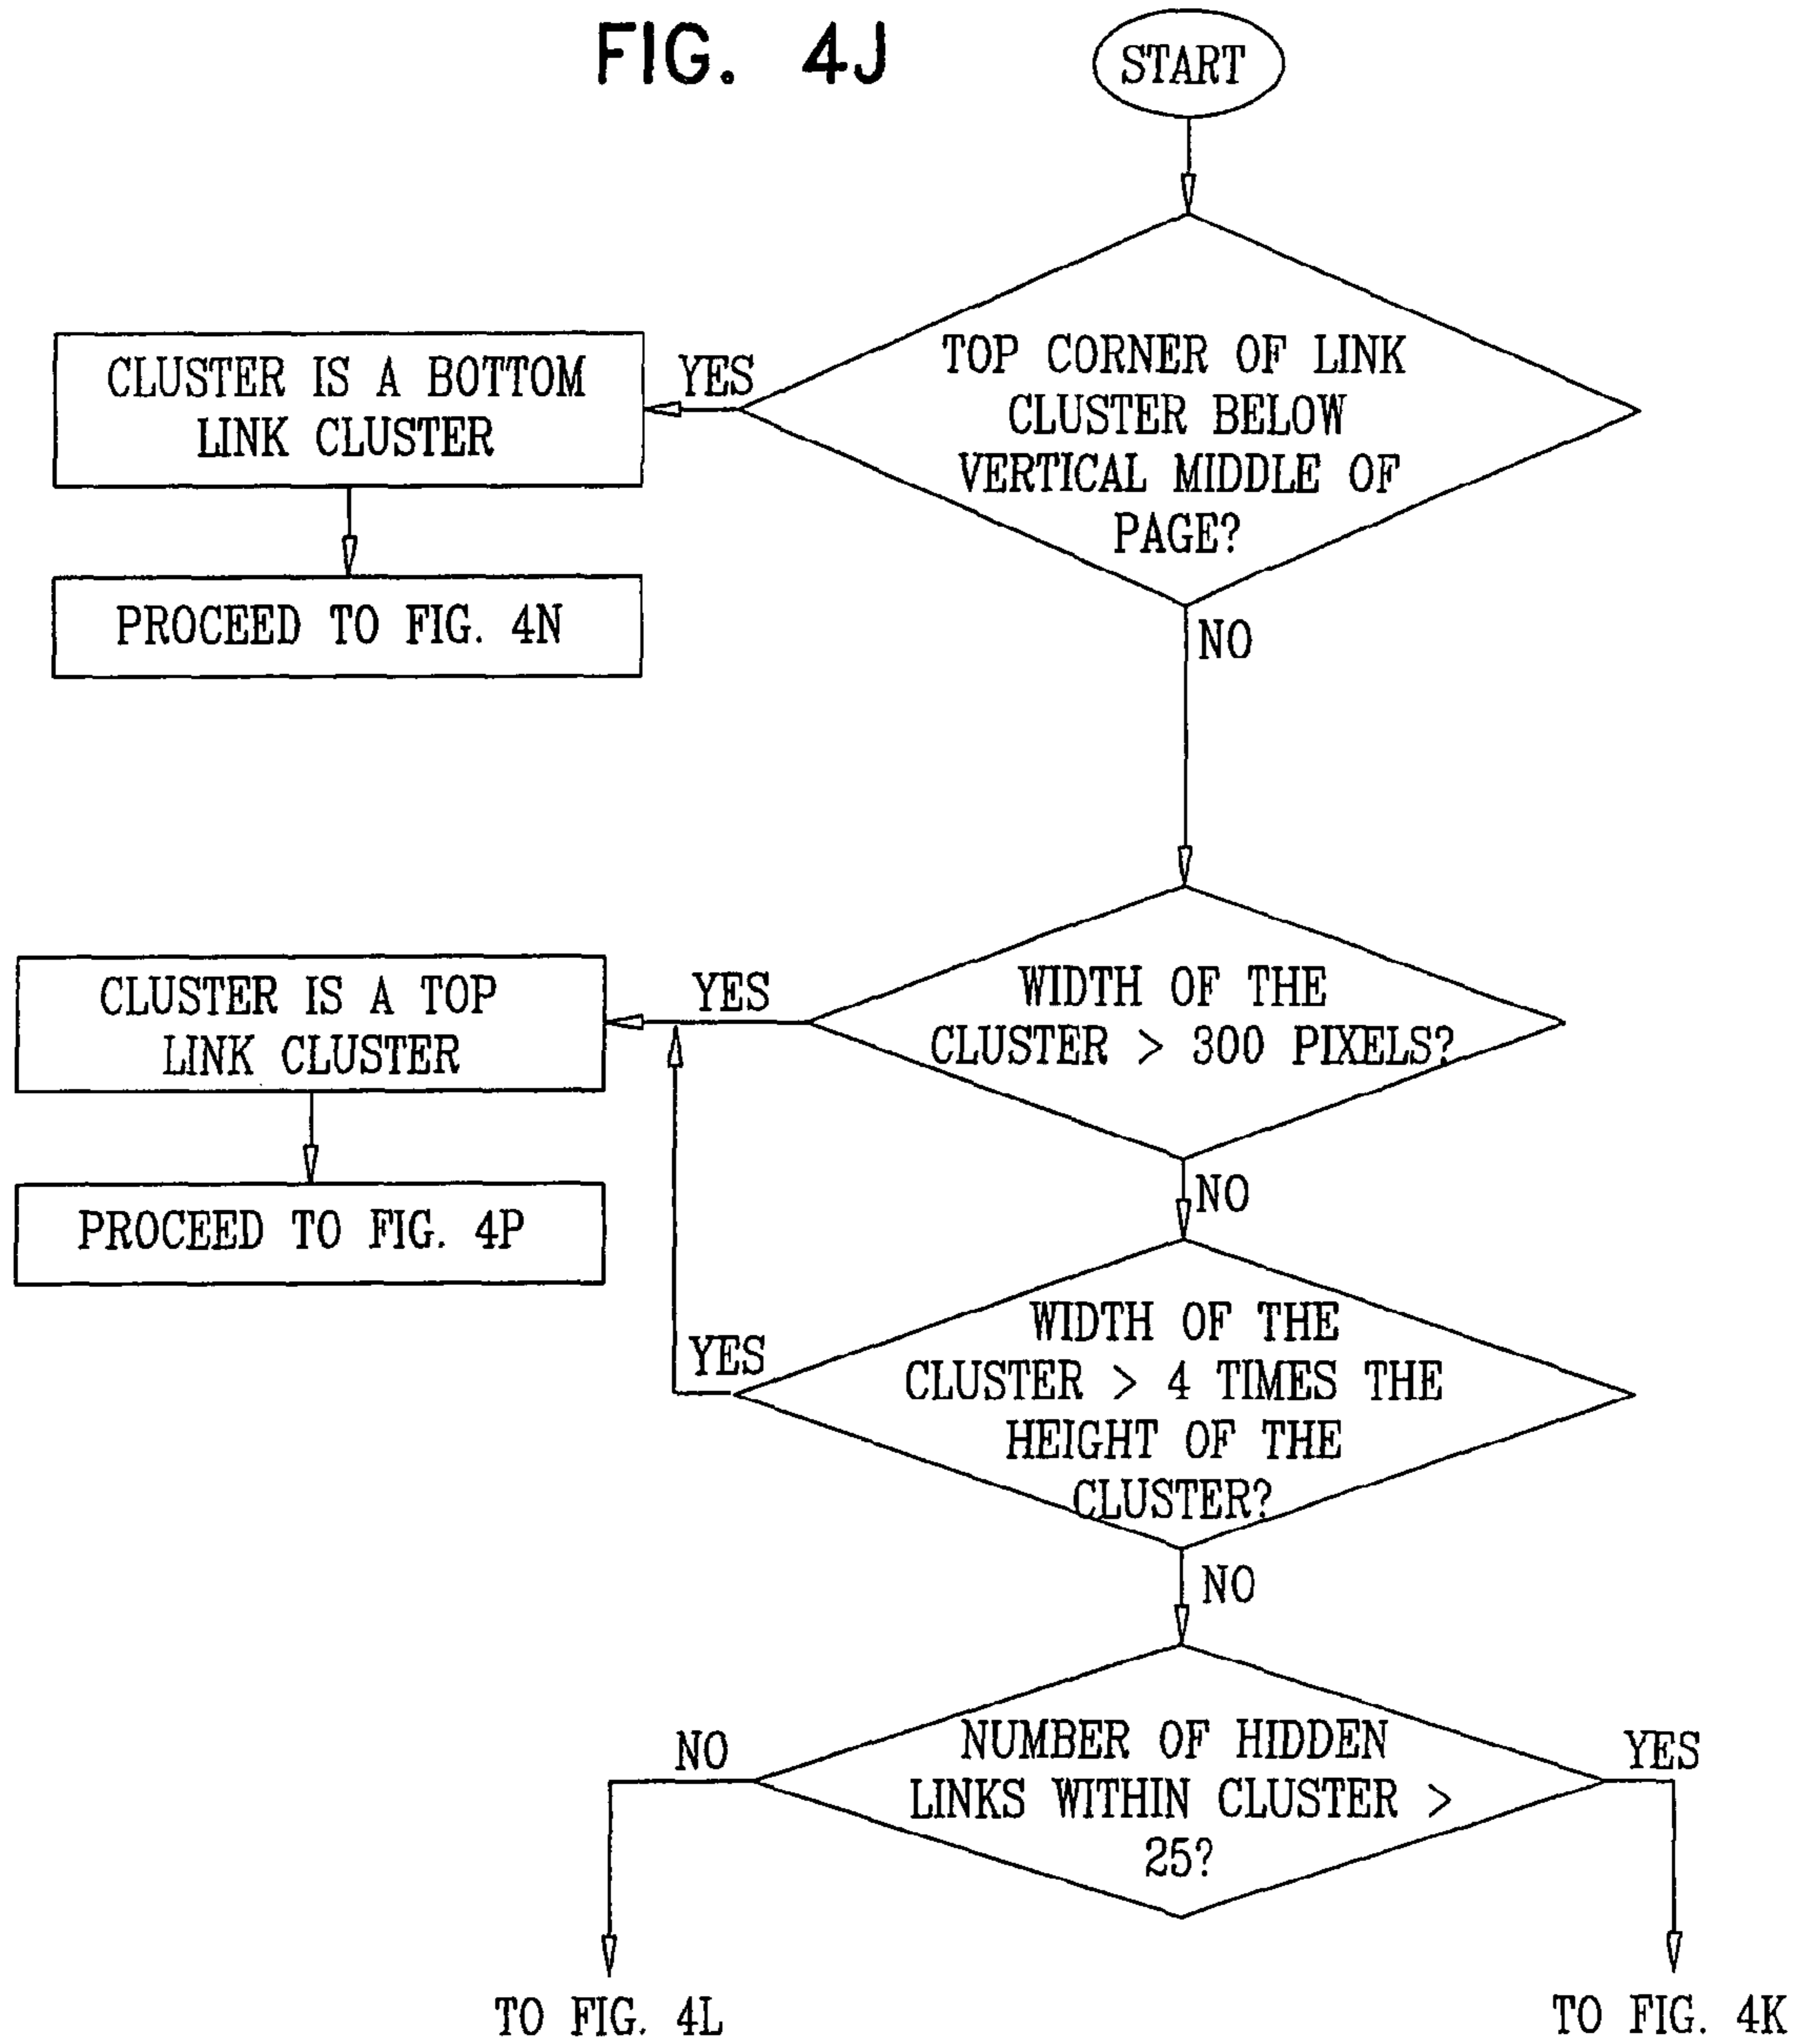 FIG. 4J
START
TOP CORNER OF LINK
CLUSTER BELOW
VERTICAL MIDDLE OF
PAGE?
YES
CLUSTER IS A BOTTOM
LINK CLUSTER
PROCEED TO FIG. 4N
NO
WIDTH OF THE
CLUSTER > 300 PIXELS?
YES
CLUSTER IS A TOP
LINK CLUSTER
PROCEED TO FIG. 4P
NO
WIDTH OF THE
CLUSTER > 4 TIMES THE
HEIGHT OF THE
CLUSTER?
YES
NO
NUMBER OF HIDDEN
LINKS WITHIN CLUSTER >
25?
NO
YES
TO FIG. 4L
TO FIG. 4K